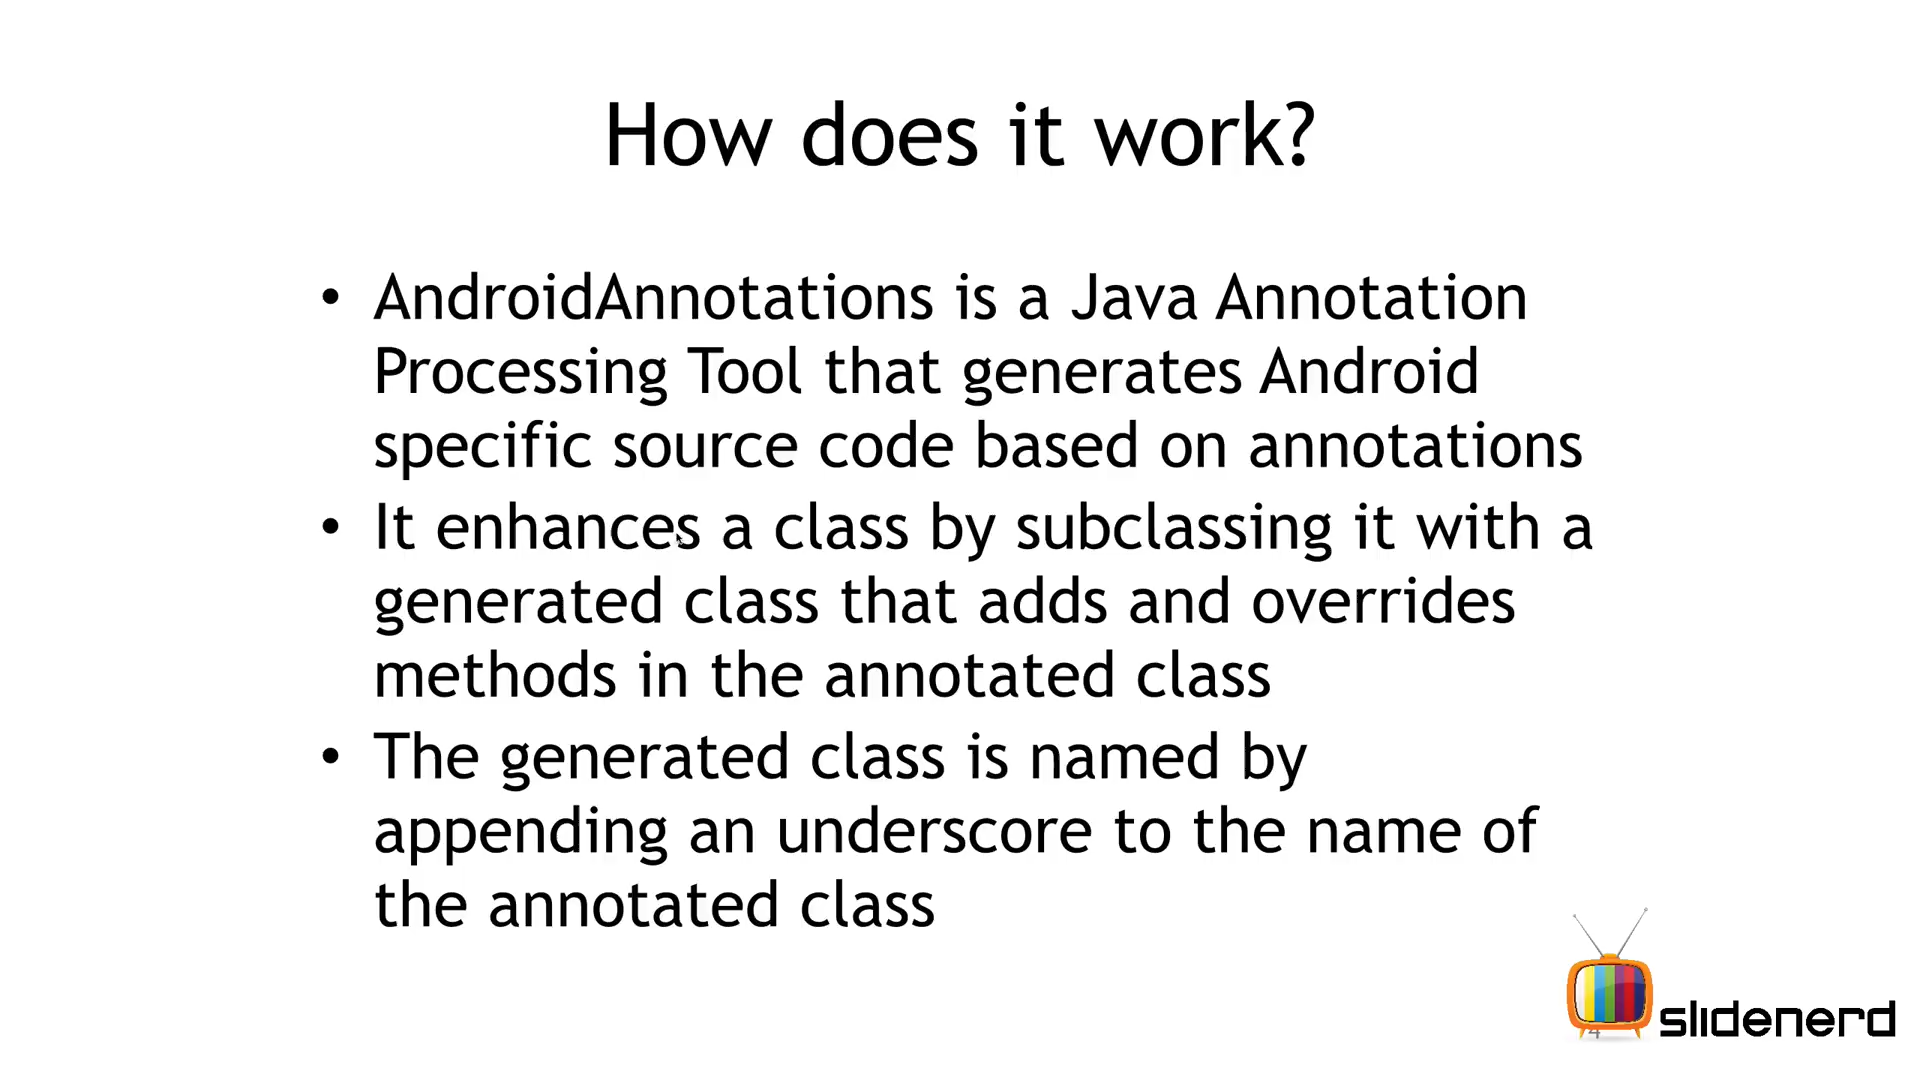 How does it work?
• AndroidAnnotations is a Java Annotation
Processing Tool that generates Android
specific source code based on annotations
• It enhances a class by subclassing it with a
generated class that adds and overrides
methods in the annotated class
• The generated class is named by
appending an underscore to the name of
the annotated class
4
slidenerd